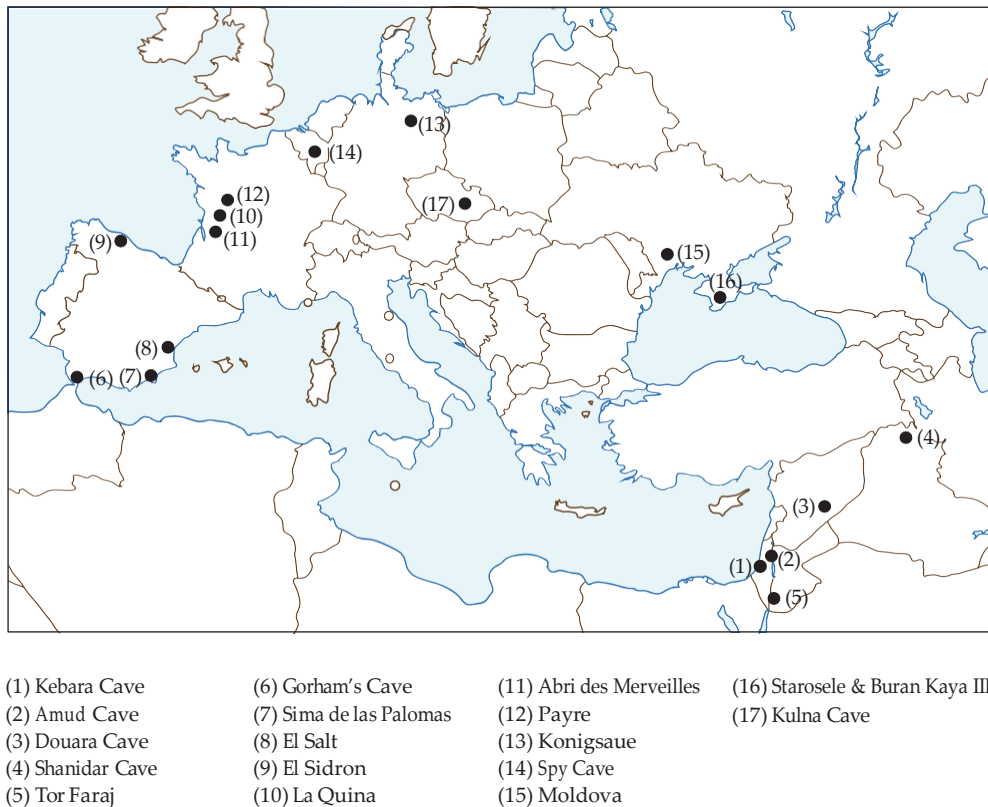 (13)
(14)
(12)
(17)
(10)
(11)
(9)
(15)
(16)
(8)
(6)
(7)
(4)
(3)
(2)
(1)
(5)
(1) Kebara Cave
(2) Amud Cave
(3) Douara Cave
(4) Shanidar Cave
(5) Tor Faraj
(6) Gorham's Cave
(7) Sima de las Palomas
(8) El Salt
(9) El Sidron
(10) La Quina
(11) Abri des Merveilles
(12) Payre
(13) Konigsaue
(14) Spy Cave
(15) Moldova
(16) Starosele & Buran Kaya III
(17) Kulna Cave